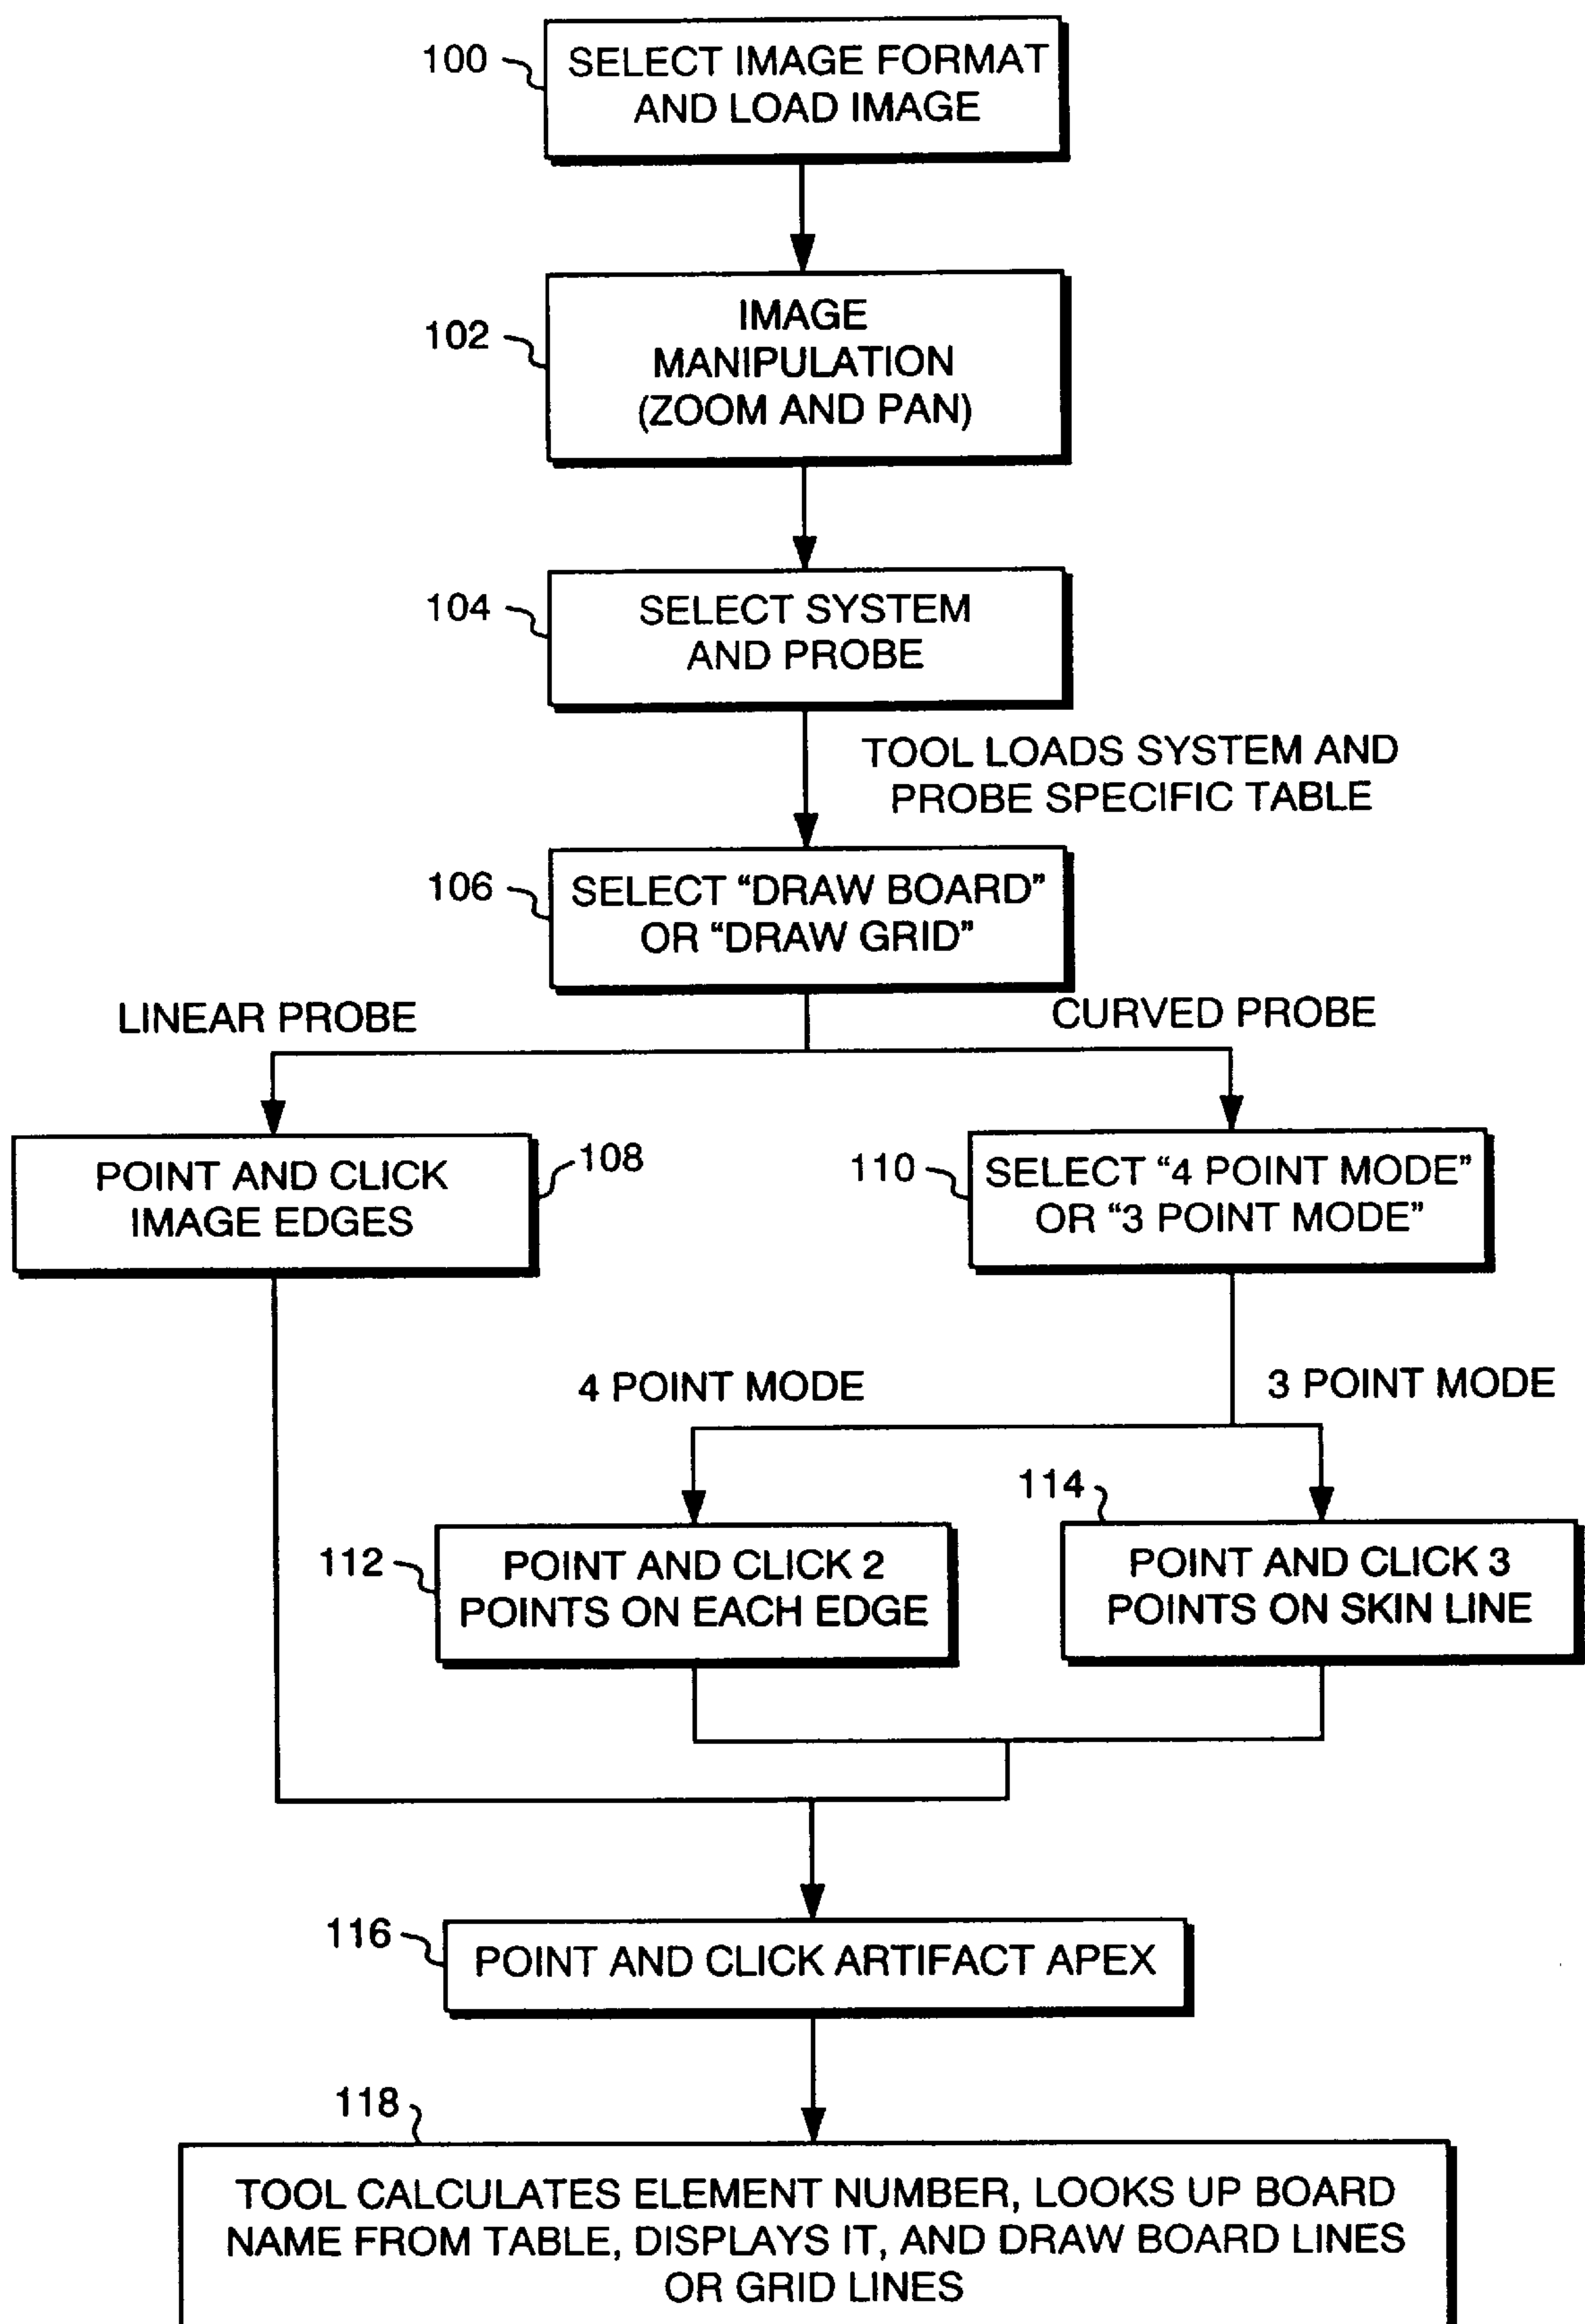 100
SELECT IMAGE FORMAT
AND LOAD IMAGE
102
IMAGE
MANIPULATION
(ZOOM AND PAN)
104
SELECT SYSTEM
AND PROBE
TOOL LOADS SYSTEM AND
PROBE SPECIFIC TABLE
106
SELECT “DRAW BOARD”
OR “DRAW GRID”
LINEAR PROBE
CURVED PROBE
POINT AND CLICK
IMAGE EDGES
108
110
SELECT “4 POINT MODE”
OR “3 POINT MODE”
4 POINT MODE
3 POINT MODE
112
POINT AND CLICK 2
POINTS ON EACH EDGE
114
POINT AND CLICK 3
POINTS ON SKIN LINE
116
POINT AND CLICK ARTIFACT APEX
118
TOOL CALCULATES ELEMENT NUMBER, LOOKS UP BOARD
NAME FROM TABLE, DISPLAYS IT, AND DRAW BOARD LINES
OR GRID LINES